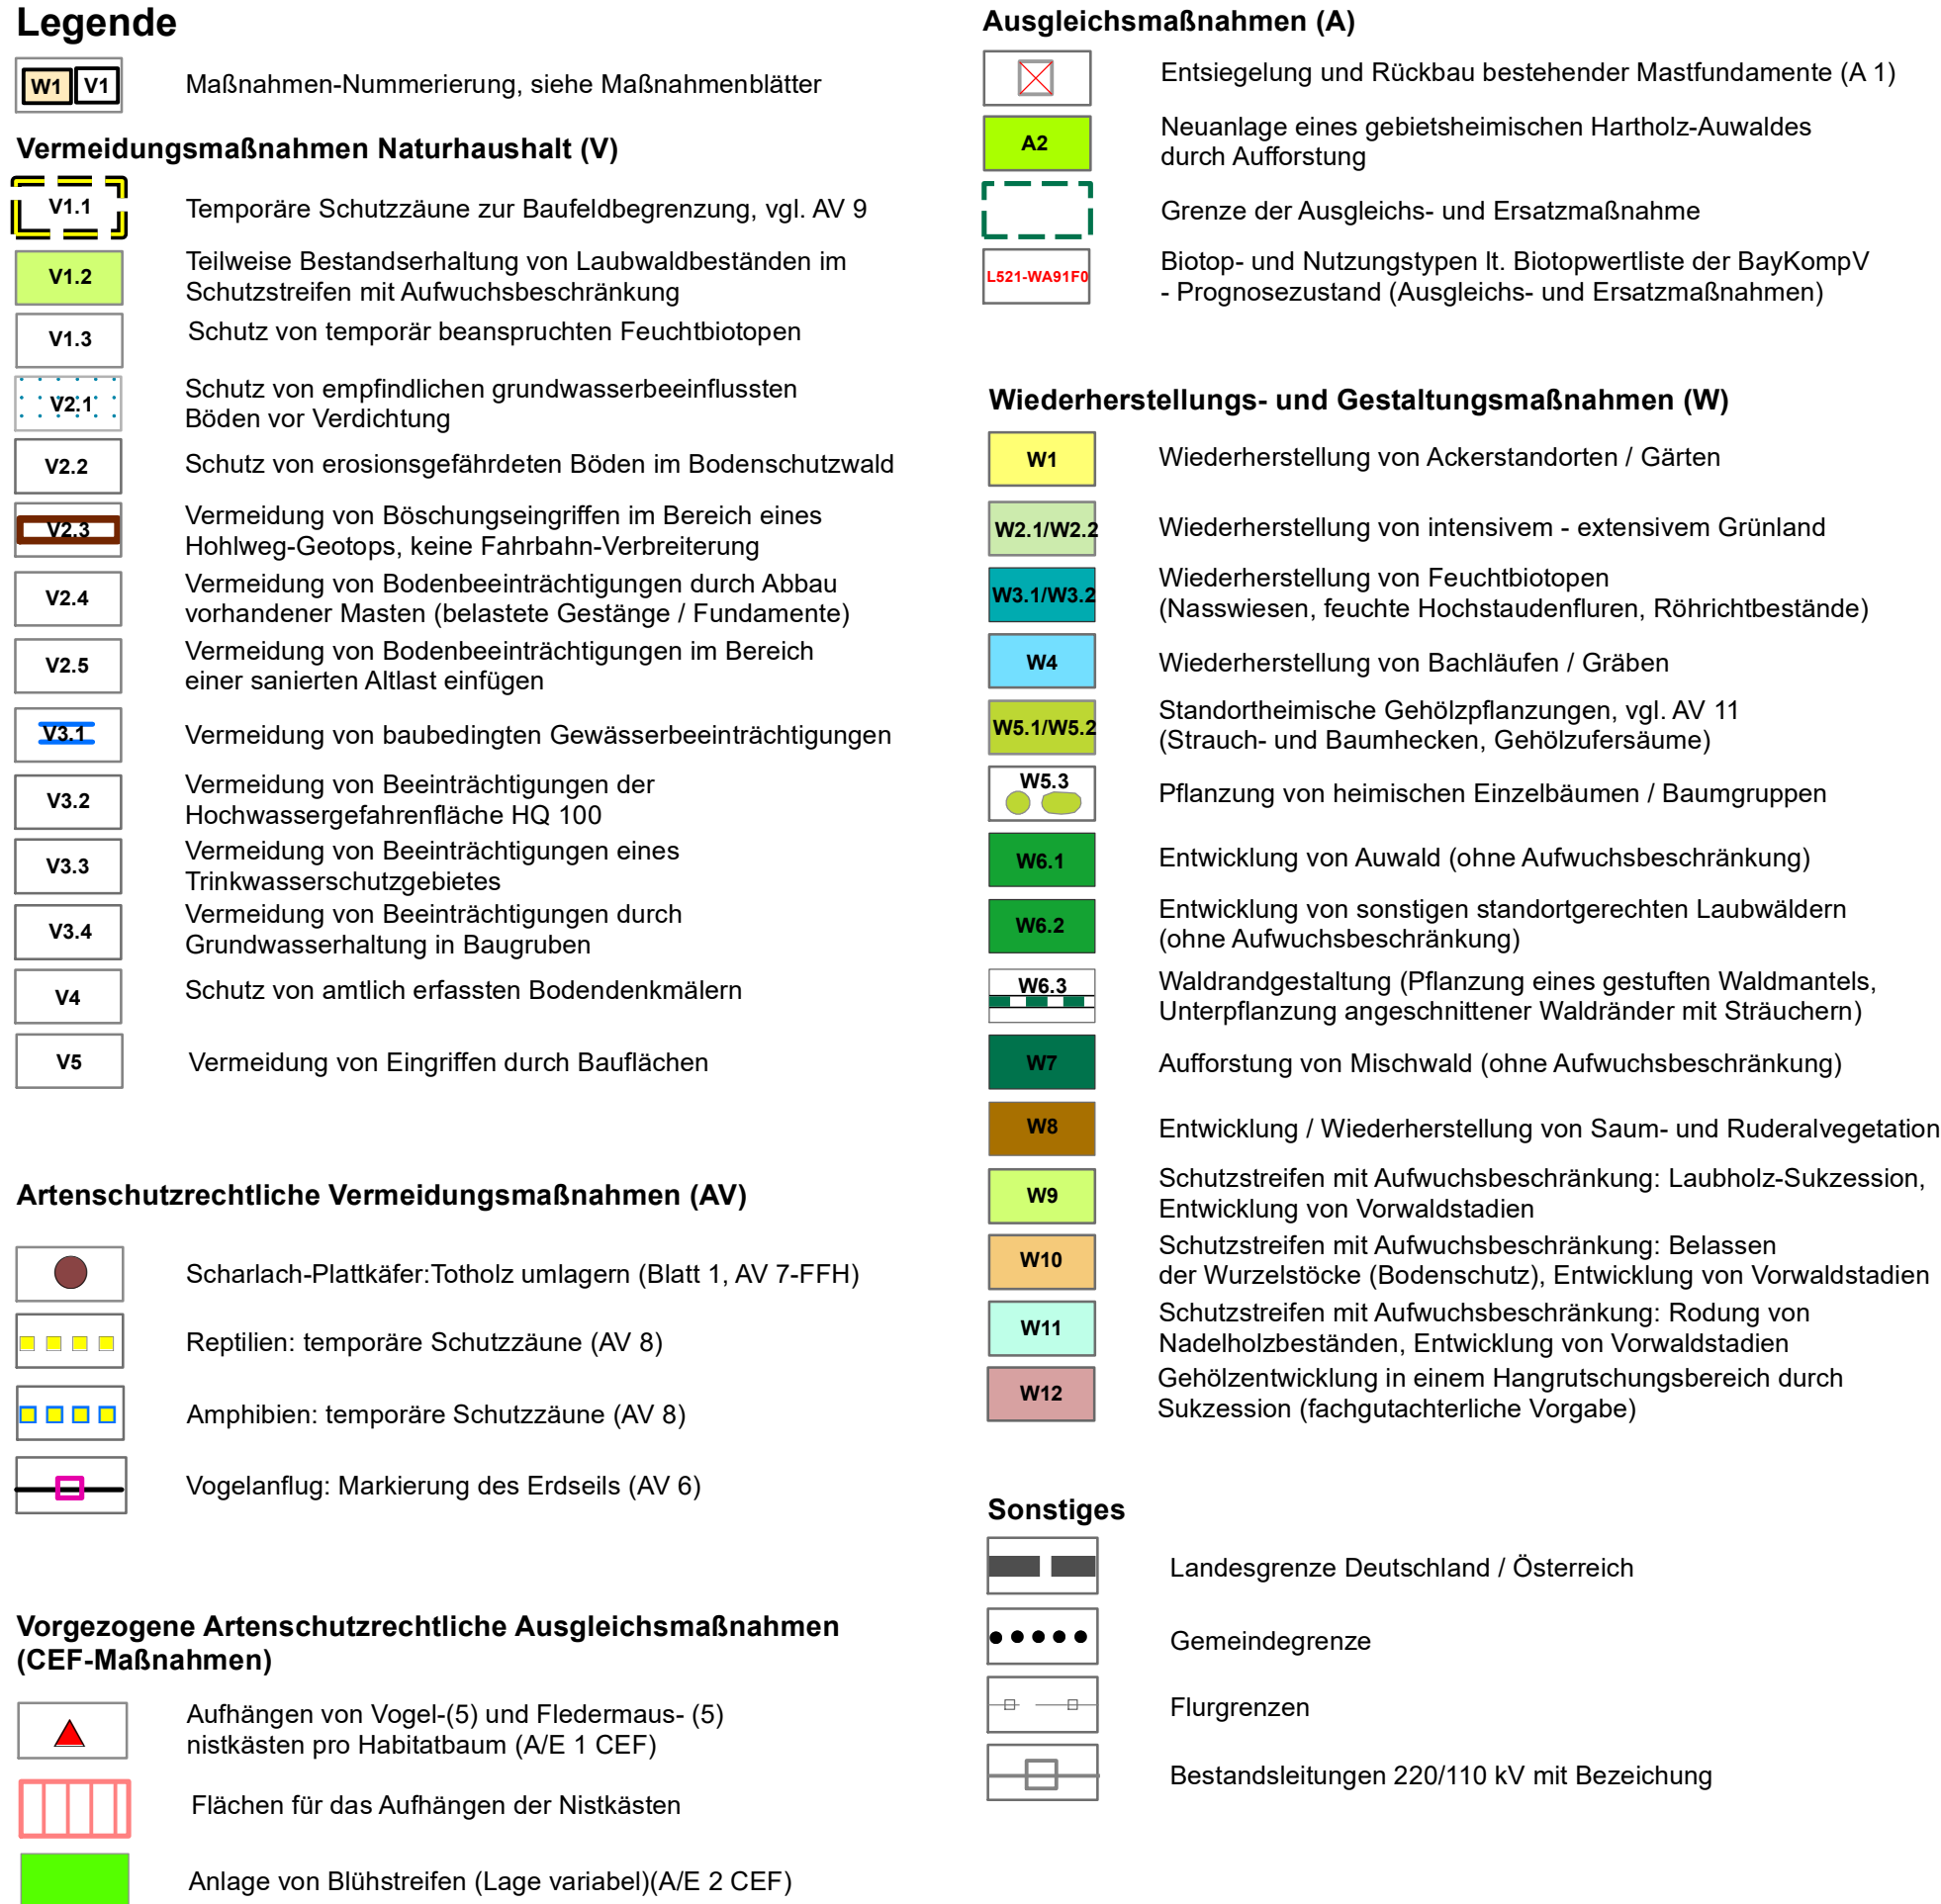 Legende
W1 V1 Maßnahmen-Nummerierung, siehe Maßnahmenblätter
Vermeidungsmaßnahmen Naturhaushalt (V)
V1.1 Temporäre Schutzzäune zur Baufeldbegrenzung, vgl. AV 9
V1.2 Teilweise Bestandserhaltung von Laubwaldbeständen im
Schutzstreifen mit Aufwuchsbeschränkung
V1.3 Schutz von temporär beanspruchten Feuchtbiotopen
V2.1 Schutz von empfindlichen grundwasserbeeinflussten
Böden vor Verdichtung
V2.2 Schutz von erosionsgefährdeten Böden im Bodenschutzwald
V2.3 Vermeidung von Böschungseingriffen im Bereich eines
Hohlweg-Geotops, keine Fahrbahn-Verbreiterung
V2.4 Vermeidung von Bodenbeeinträchtigungen durch Abbau
vorhandener Masten (belastete Gestänge / Fundamente)
V2.5 Vermeidung von Bodenbeeinträchtigungen im Bereich
einer sanierten Altlast einfügen
V3.1 Vermeidung von baubedingten Gewässerbeeinträchtigungen
V3.2 Vermeidung von Beeinträchtigungen der
Hochwassergefahrenfläche HQ 100
V3.3 Vermeidung von Beeinträchtigungen eines
Trinkwasserschutzgebietes
V3.4 Vermeidung von Beeinträchtigungen durch
Grundwasserhaltung in Baugruben
V4 Schutz von amtlich erfassten Bodendenkmälern
V5 Vermeidung von Eingriffen durch Bauflächen
Artenschutzrechtliche Vermeidungsmaßnahmen (AV)
Scharlach-Plattkäfer:Totholz umlagern (Blatt 1, AV 7-FFH)
Reptilien: temporäre Schutzzäune (AV 8)
Amphibien: temporäre Schutzzäune (AV 8)
Vogelanflug: Markierung des Erdseils (AV 6)
Vorgezogene Artenschutzrechtliche Ausgleichsmaßnahmen
(CEF-Maßnahmen)
Aufhängen von Vogel-(5) und Fledermaus- (5)
nistkästen pro Habitatbaum (A/E 1 CEF)
Flächen für das Aufhängen der Nistkästen
Anlage von Blühstreifen (Lage variabel)(A/E 2 CEF)
Ausgleichsmaßnahmen (A)
Entsiegelung und Rückbau bestehender Mastfundamente (A 1)
A2 Neuanlage eines gebietsheimischen Hartholz-Auwaldes
durch Aufforstung
Grenze der Ausgleichs- und Ersatzmaßnahme
L521-WA91F0 Biotop- und Nutzungstypen lt. Biotopwertliste der BayKompV
- Prognosezustand (Ausgleichs- und Ersatzmaßnahmen)
Wiederherstellungs- und Gestaltungsmaßnahmen (W)
W1 Wiederherstellung von Ackerstandorten / Gärten
W2.1/W2.2 Wiederherstellung von intensivem - extensivem Grünland
W3.1/W3.2 Wiederherstellung von Feuchtbiotopen
(Nasswiesen, feuchte Hochstaudenfluren, Röhrichtbestände)
W4 Wiederherstellung von Bachläufen / Gräben
W5.1/W5.2 Standortheimische Gehölzpflanzungen, vgl. AV 11
(Strauch- und Baumhecken, Gehölzufersäume)
W5.3 Pflanzung von heimischen Einzelbäumen / Baumgruppen
W6.1 Entwicklung von Auwald (ohne Aufwuchsbeschränkung)
W6.2 Entwicklung von sonstigen standortgerechten Laubwäldern
(ohne Aufwuchsbeschränkung)
W6.3 Waldrandgestaltung (Pflanzung eines gestuften Waldmantels,
Unterpflanzung angeschnittener Waldränder mit Sträuchern)
W7 Aufforstung von Mischwald (ohne Aufwuchsbeschränkung)
W8 Entwicklung / Wiederherstellung von Saum- und Ruderalvegetation
W9 Schutzstreifen mit Aufwuchsbeschränkung: Laubholz-Sukzession,
Entwicklung von Vorwaldstadien
W10 Schutzstreifen mit Aufwuchsbeschränkung: Belassen
der Wurzelstöcke (Bodenschutz), Entwicklung von Vorwaldstadien
W11 Schutzstreifen mit Aufwuchsbeschränkung: Rodung von
Nadelholzbeständen, Entwicklung von Vorwaldstadien
W12 Gehölzentwicklung in einem Hangrutschungsbereich durch
Sukzession (fachgutachterliche Vorgabe)
Sonstiges
Landesgrenze Deutschland / Österreich
Gemeindegrenze
Flurgrenzen
Bestandsleitungen 220/110 kV mit Bezeichung